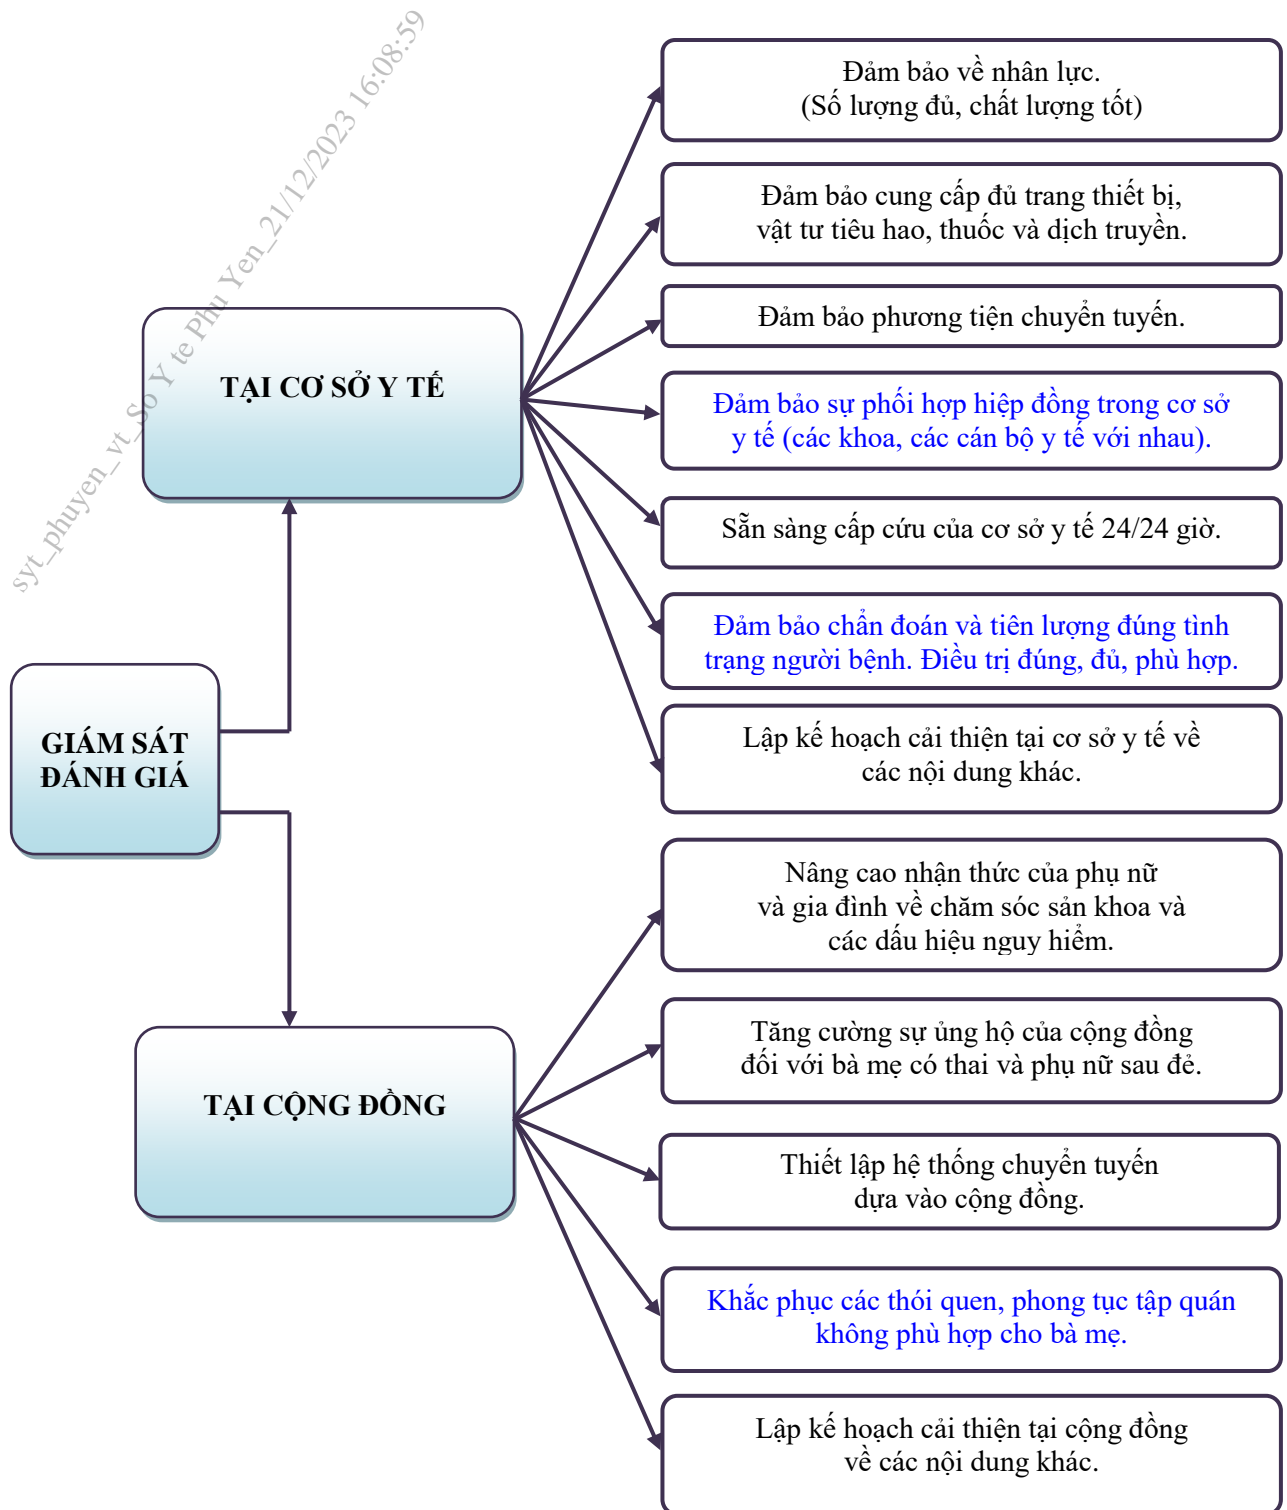 syt_phuyen_vt_So Y te Phu Yen_21/12/2023 16:08:59
Đảm bảo về nhân lực.
(Số lượng đủ, chất lượng tốt)
Đảm bảo cung cấp đủ trang thiết bị,
vật tư tiêu hao, thuốc và dịch truyền.
Đảm bảo phương tiện chuyển tuyến.
TẠI CƠ SỞ Y TẾ
Đảm bảo sự phối hợp hiệp đồng trong cơ sở
y tế (các khoa, các cán bộ y tế với nhau).
Sẵn sàng cấp cứu của cơ sở y tế 24/24 giờ.
Đảm bảo chẩn đoán và tiên lượng đúng tình
trạng người bệnh. Điều trị đúng, đủ, phù hợp.
Lập kế hoạch cải thiện tại cơ sở y tế về
các nội dung khác.
GIÁM SÁT
ĐÁNH GIÁ
Nâng cao nhận thức của phụ nữ
và gia đình về chăm sóc sản khoa và
các dấu hiệu nguy hiểm.
Tăng cường sự ủng hộ của cộng đồng
đối với bà mẹ có thai và phụ nữ sau đẻ.
TẠI CỘNG ĐỒNG
Thiết lập hệ thống chuyển tuyến
dựa vào cộng đồng.
Khắc phục các thói quen, phong tục tập quán
không phù hợp cho bà mẹ.
Lập kế hoạch cải thiện tại cộng đồng
về các nội dung khác.